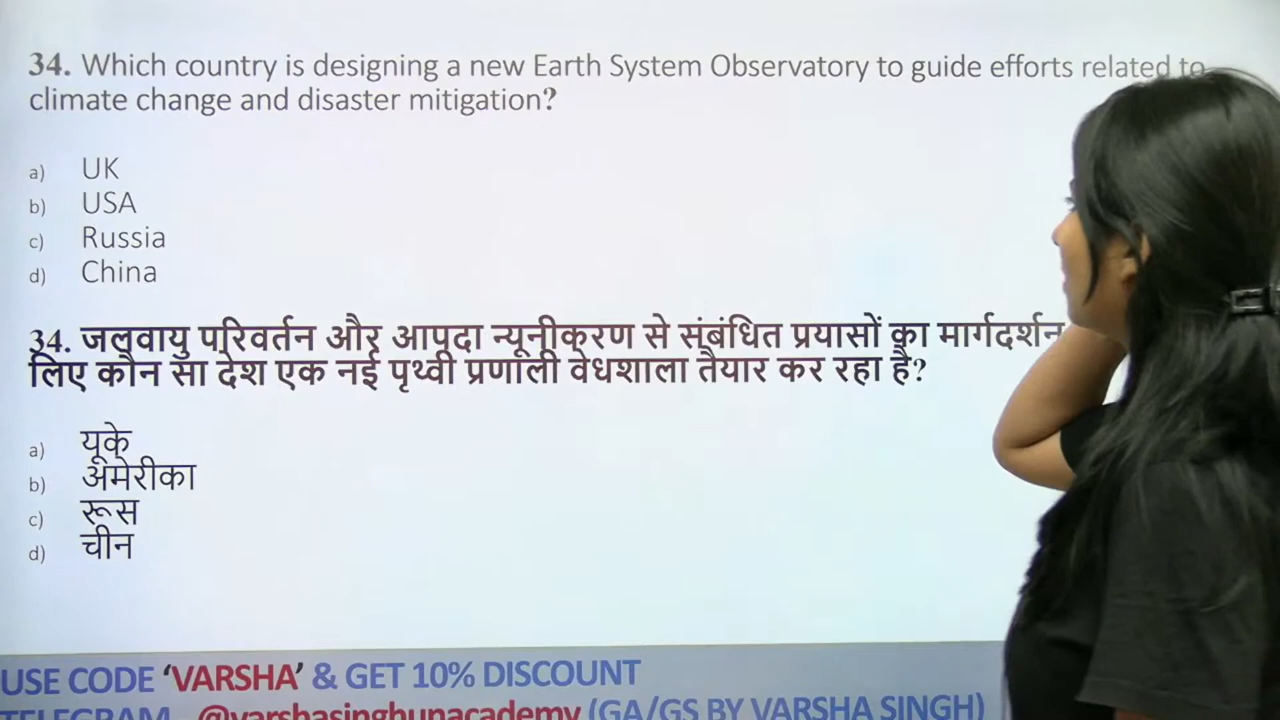 34. Which country is designing a new Earth System Observatory to guide efforts related to
climate change and disaster mitigation?
a) UK
b) USA
c) Russia
d) China
34. जलवायु परिवर्तन और आपदा न्यूनीकरण से संबंधित प्रयासों का मार्गदर्शन
लिए कौन सा देश एक नई पृथ्वी प्रणाली वेधशाला तैयार कर रहा है?
a) यूके
b) अमेरीका
c) रूस
d) चीन
USE CODE ‘VARSHA’ & GET 10% DISCOUNT
TELEGRAM - @varshasinghunacademy (GA/GS BY VARSHA SINGH)